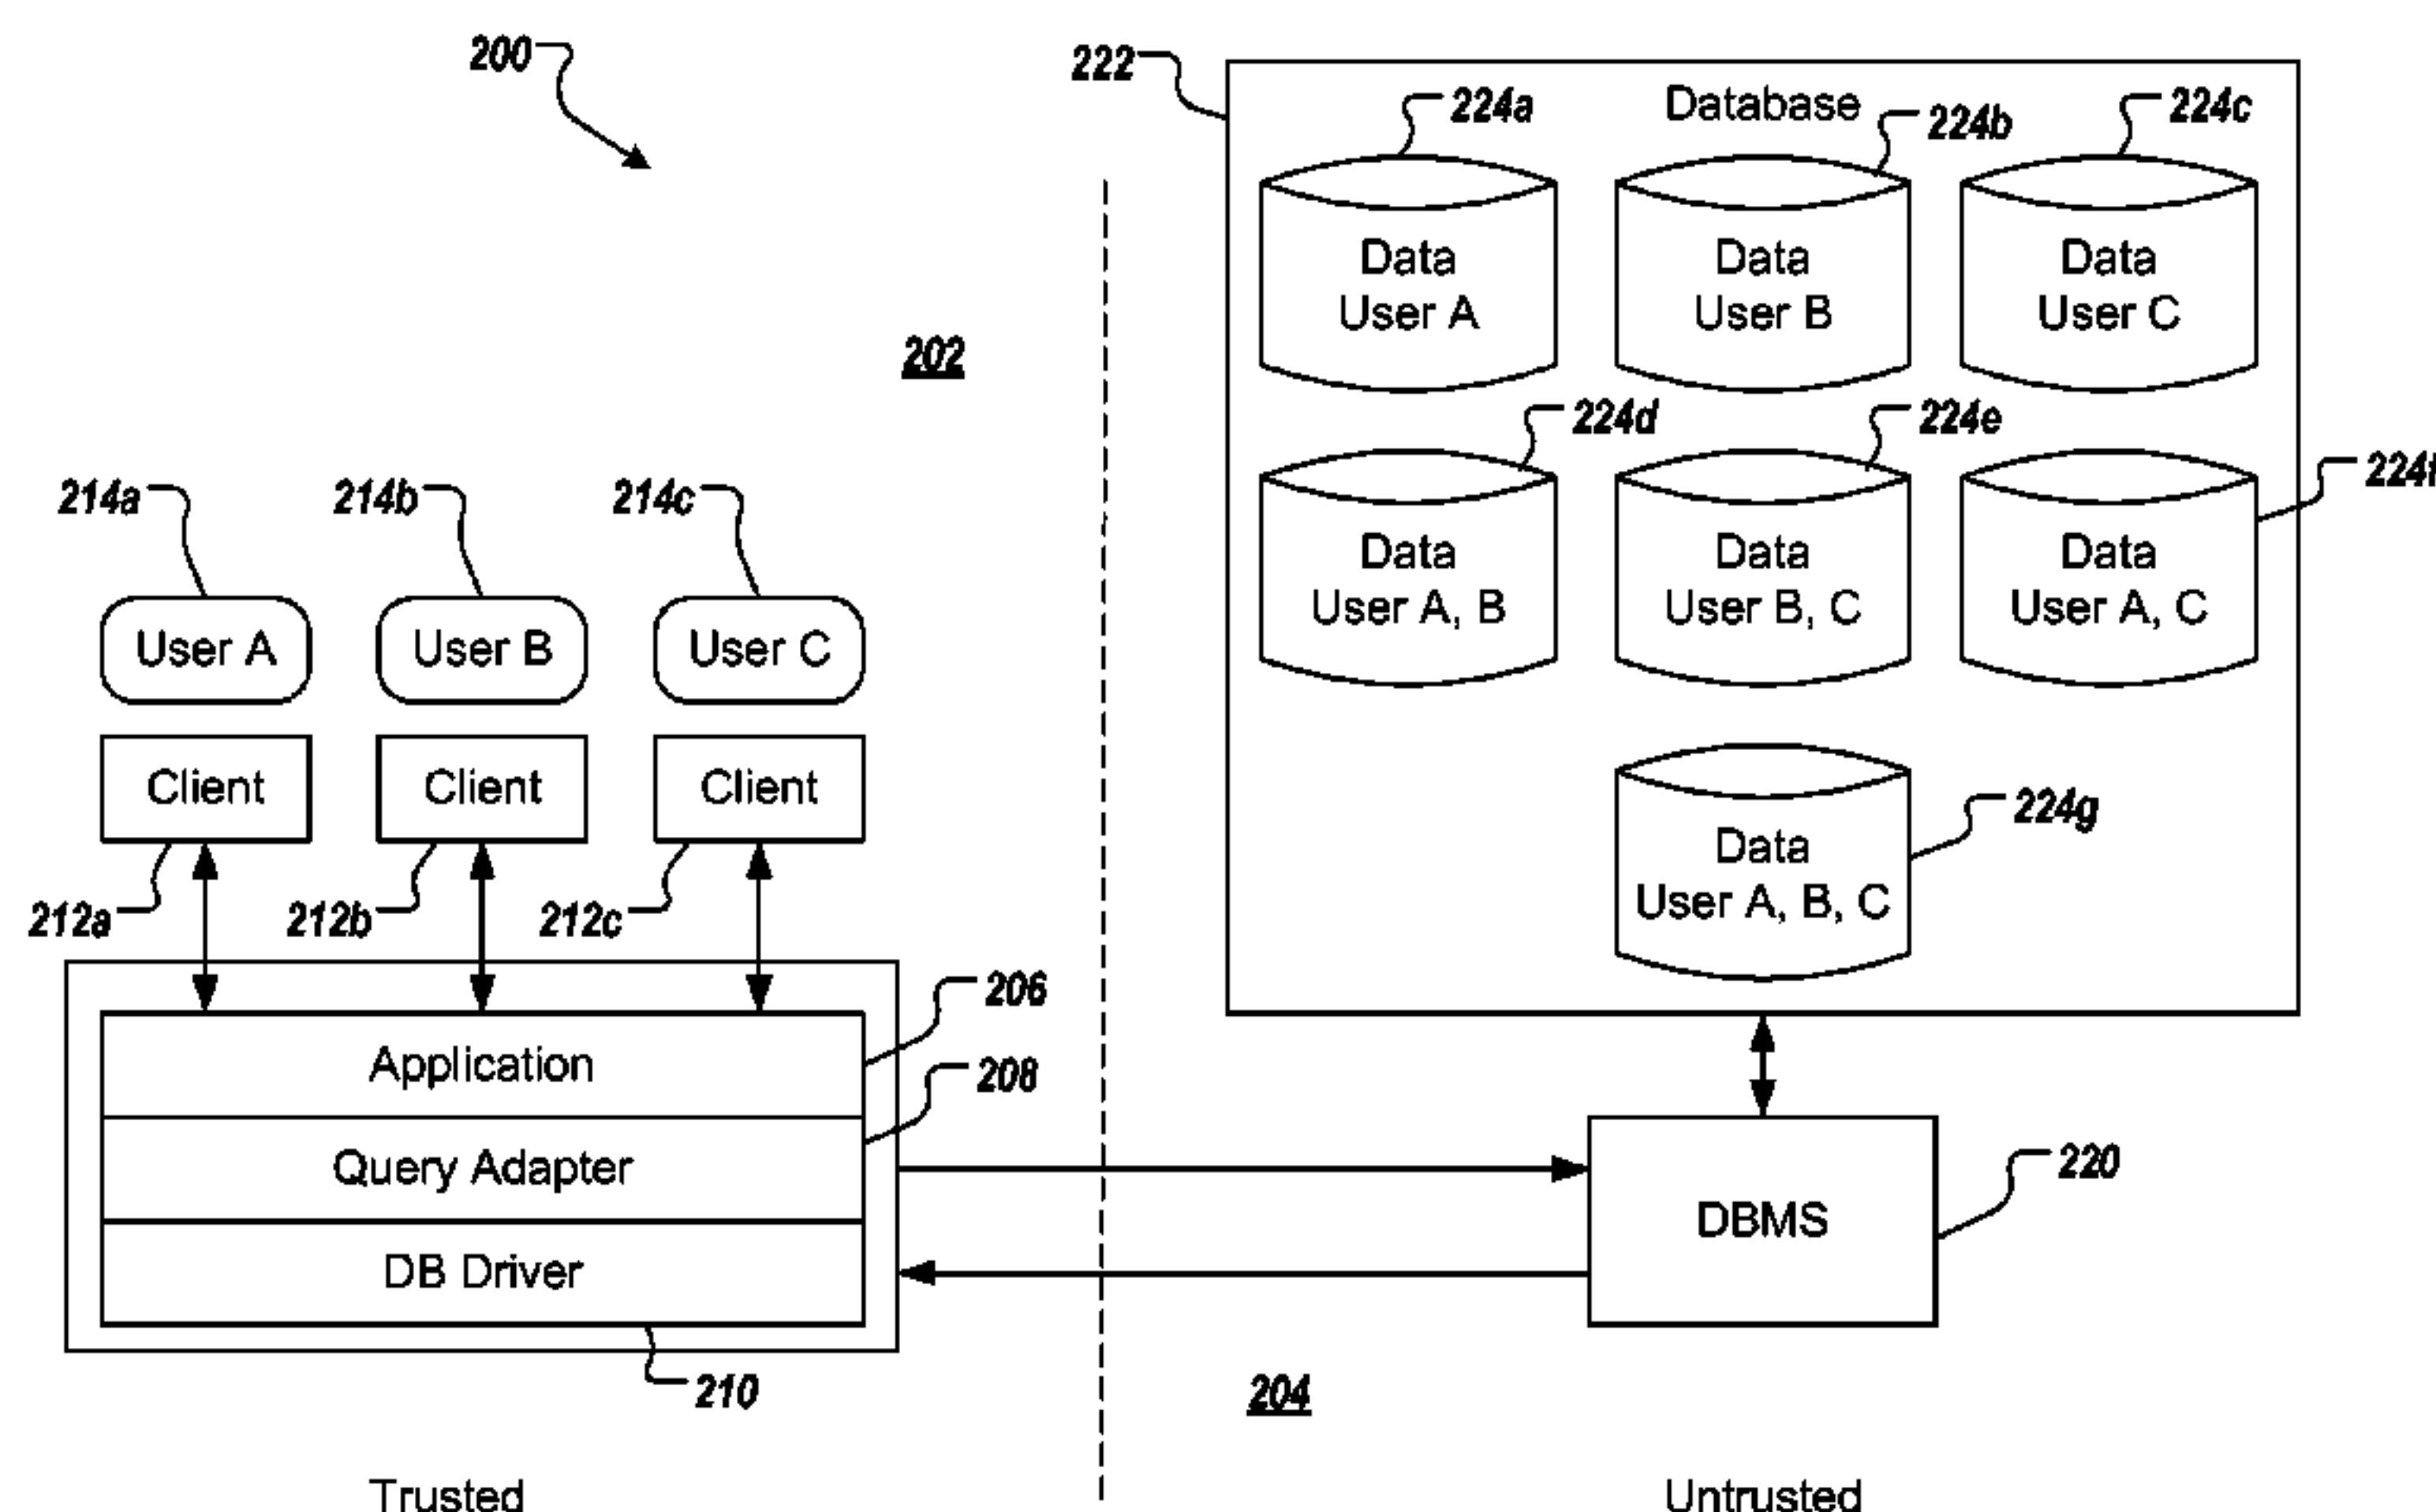 200
222
Database
224a
224b
224c
Data
User A
Data
User B
Data
User C
202
224d
224e
224f
Data
User A, B
Data
User B, C
Data
User A, C
214a
214b
214c
User A
User B
User C
Client
Client
Client
224g
Data
User A, B, C
212a
212b
212c
206
Application
208
Query Adapter
220
DBMS
DB Driver
210
204
Trusted
Untrusted